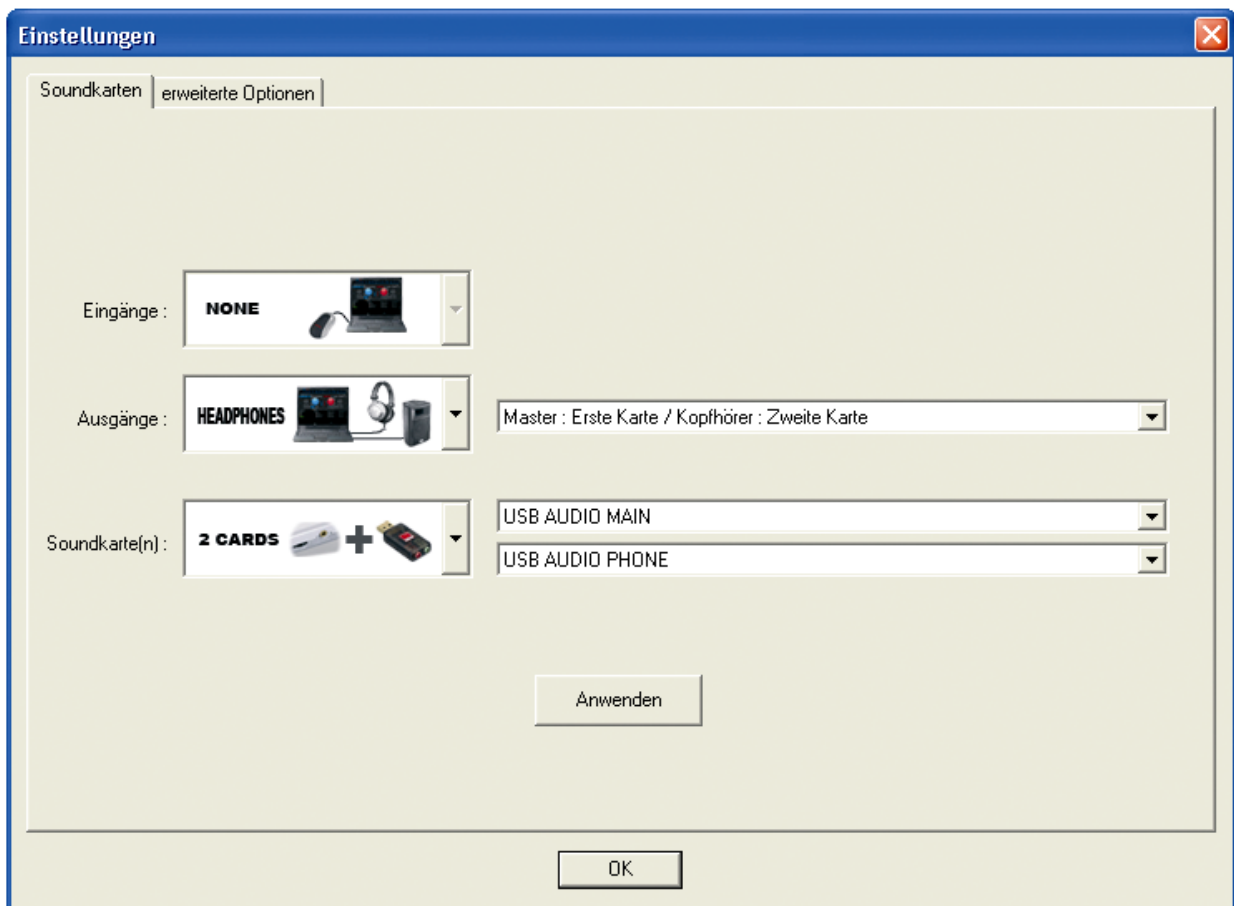 Einstellungen
Soundkarten
erweiterte Optionen
Eingänge :
NONE
Ausgänge :
HEADPHONES
Master : Erste Karte / Kopfhörer : Zweite Karte
Soundkarte(n) :
2 CARDS
USB AUDIO MAIN
USB AUDIO PHONE
Anwenden
OK